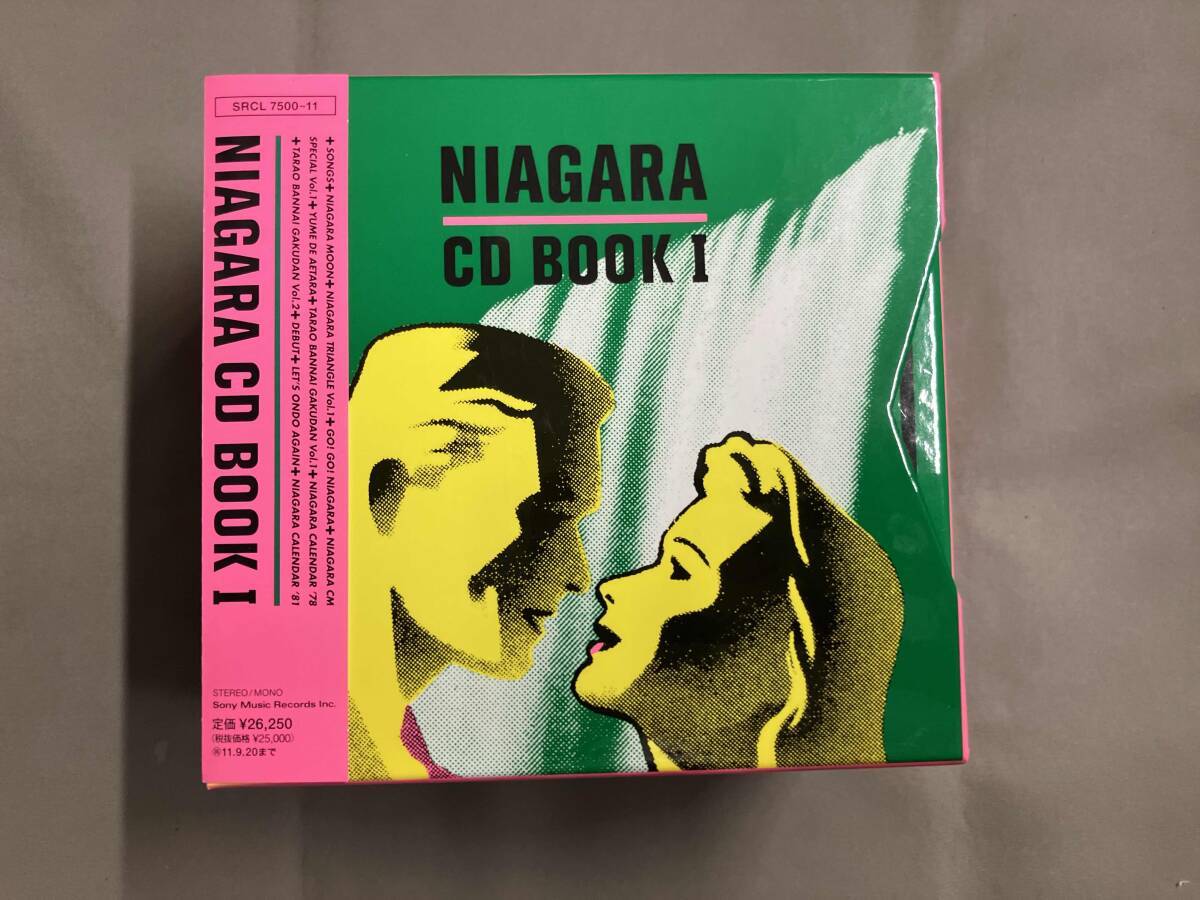 SRCL 7500-11
NIAGARA CD BOOK I
+SONGS+NIAGARA MOON+NIAGARA TRIANGLE Vol.1+GO! GO! NIAGARA+NIAGARA CM
SPECIAL Vol.1+YUME DE AETARA+TARAO BANNAI GAKUDAN Vol.1+NIAGARA CALENDAR '78
+TARAO BANNAI GAKUDAN Vol.2+DEBUT+LET'S ONDO AGAIN+NIAGARA CALENDAR '81
STEREO/MONO
Sony Music Records Inc.
定価 ¥26,250
(税抜価格 ¥25,000)
11.9.20まで
NIAGARA
CD BOOK I